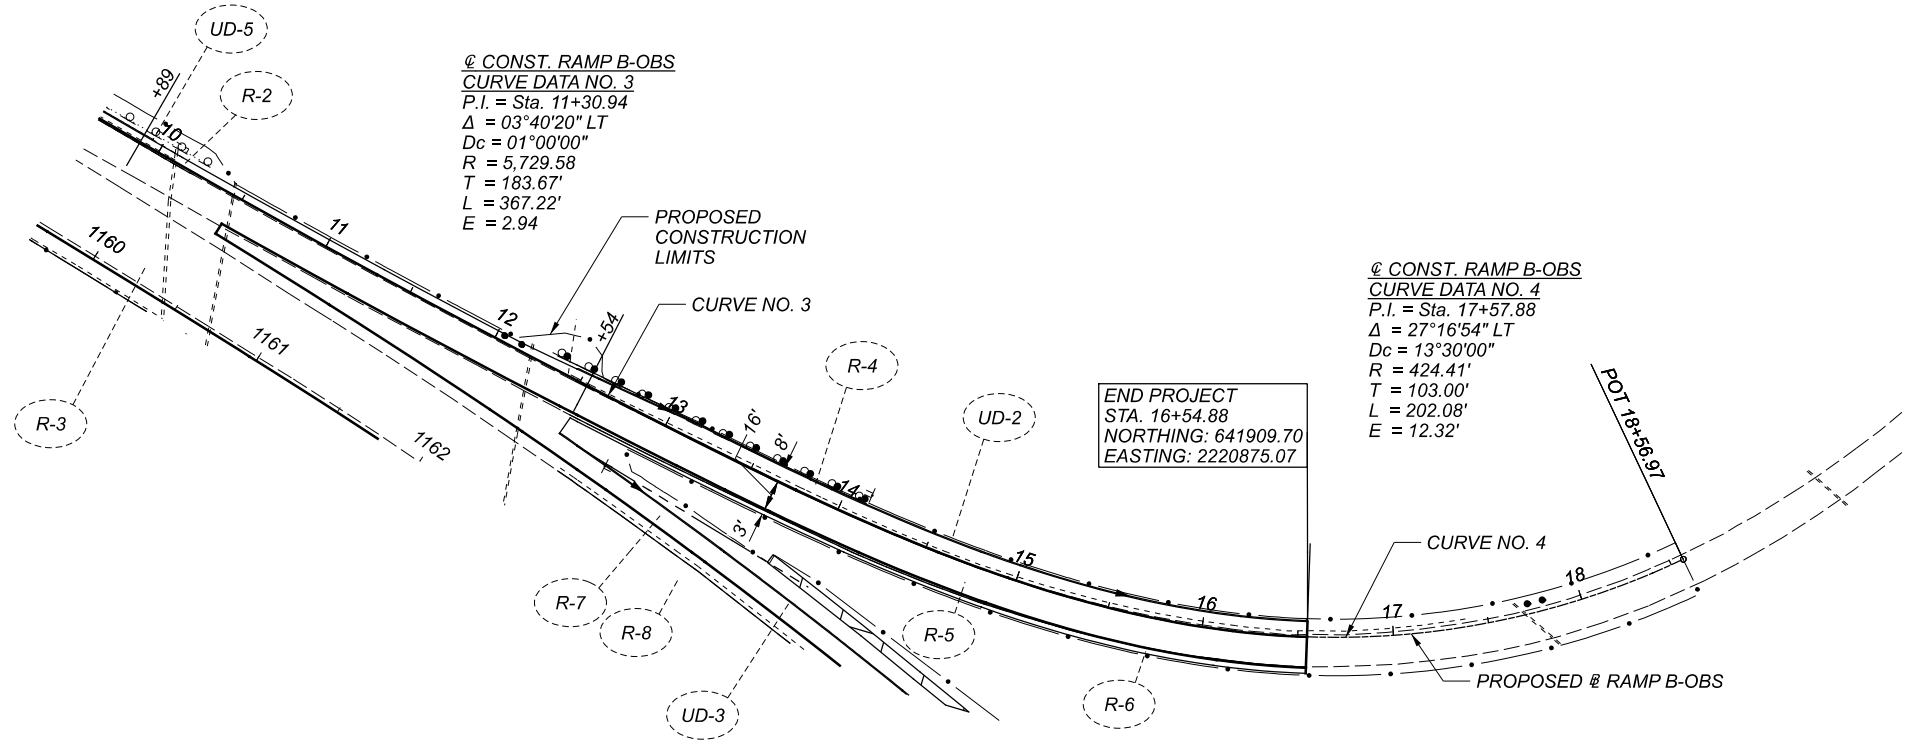 UD-5
+89
R-2
10
℄ CONST. RAMP B-OBS
CURVE DATA NO. 3
P.I. = Sta. 11+30.94
Δ = 03°40'20" LT
Dc = 01°00'00"
R = 5,729.58
T = 183.67'
L = 367.22'
E = 2.94
PROPOSED
CONSTRUCTION
LIMITS
CURVE NO. 3
11
1160
12
+54
1161
R-3
1162
℄ CONST. RAMP B-OBS
CURVE DATA NO. 4
P.I. = Sta. 17+57.88
Δ = 27°16'54" LT
Dc = 13°30'00"
R = 424.41'
T = 103.00'
L = 202.08'
E = 12.32'
R-4
13
16'
8'
UD-2
END PROJECT
STA. 16+54.88
NORTHING: 641909.70
EASTING: 2220875.07
POT 18+56.97
14
3'
15
CURVE NO. 4
16
17
18
R-7
R-8
R-5
UD-3
R-6
PROPOSED ℄ RAMP B-OBS